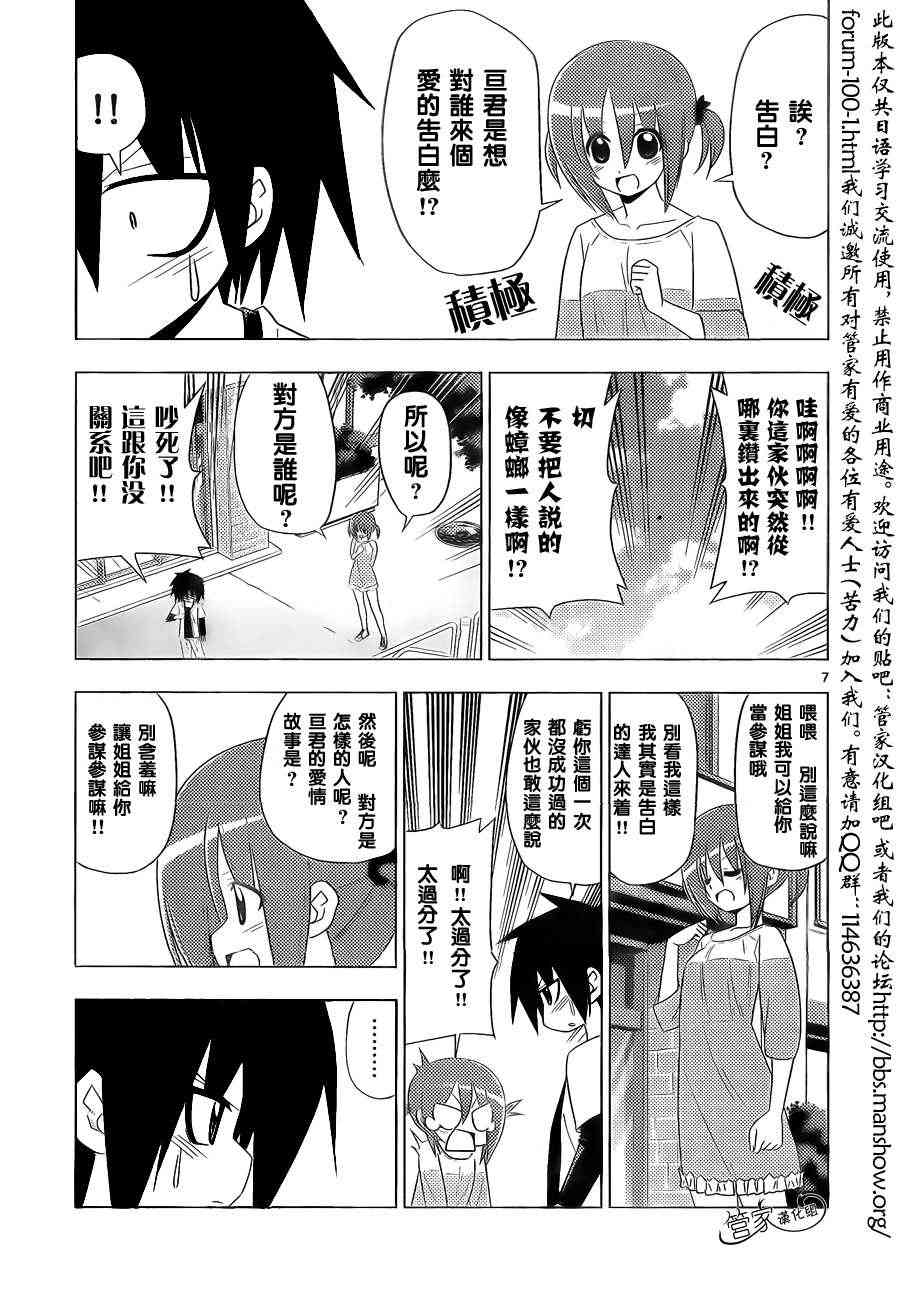 誒？
告白？
亘君是想
對誰來個
愛的告白麼!?
積極
積極
!!
哇啊啊啊!!
你這家伙突然從
哪裏鑽出來的啊!?
切
不要把人說的
像蟑螂一樣啊!?
所以呢？
對方是誰呢？
吵死了!!
這跟你没
關系吧!!
7
喂喂　別這麼說嘛
姐姐我可以給你
當參謀哦
別看我這樣
我其實是告白
的達人來着!!
虧你這個一次
都沒成功過的
家伙也敢這麼說
啊!!太過分了!!
太過分了!!
然後呢　對方是
怎樣的人呢？
亘君的愛情
故事是？
別會羞嘛
讓姐姐給你
參謀參謀嘛!!
………
管家
漢化組
此版本仅共日语学习交流使用，禁止用作商业用途。欢迎访问我们的贴吧：管家汉化组吧 或者我们的论坛http://bbs.manshow.org/
forum-100-1.html我们诚邀所有对管家有爱的各位有爱人士(苦力)加入我们。有意请加QQ群：114636387